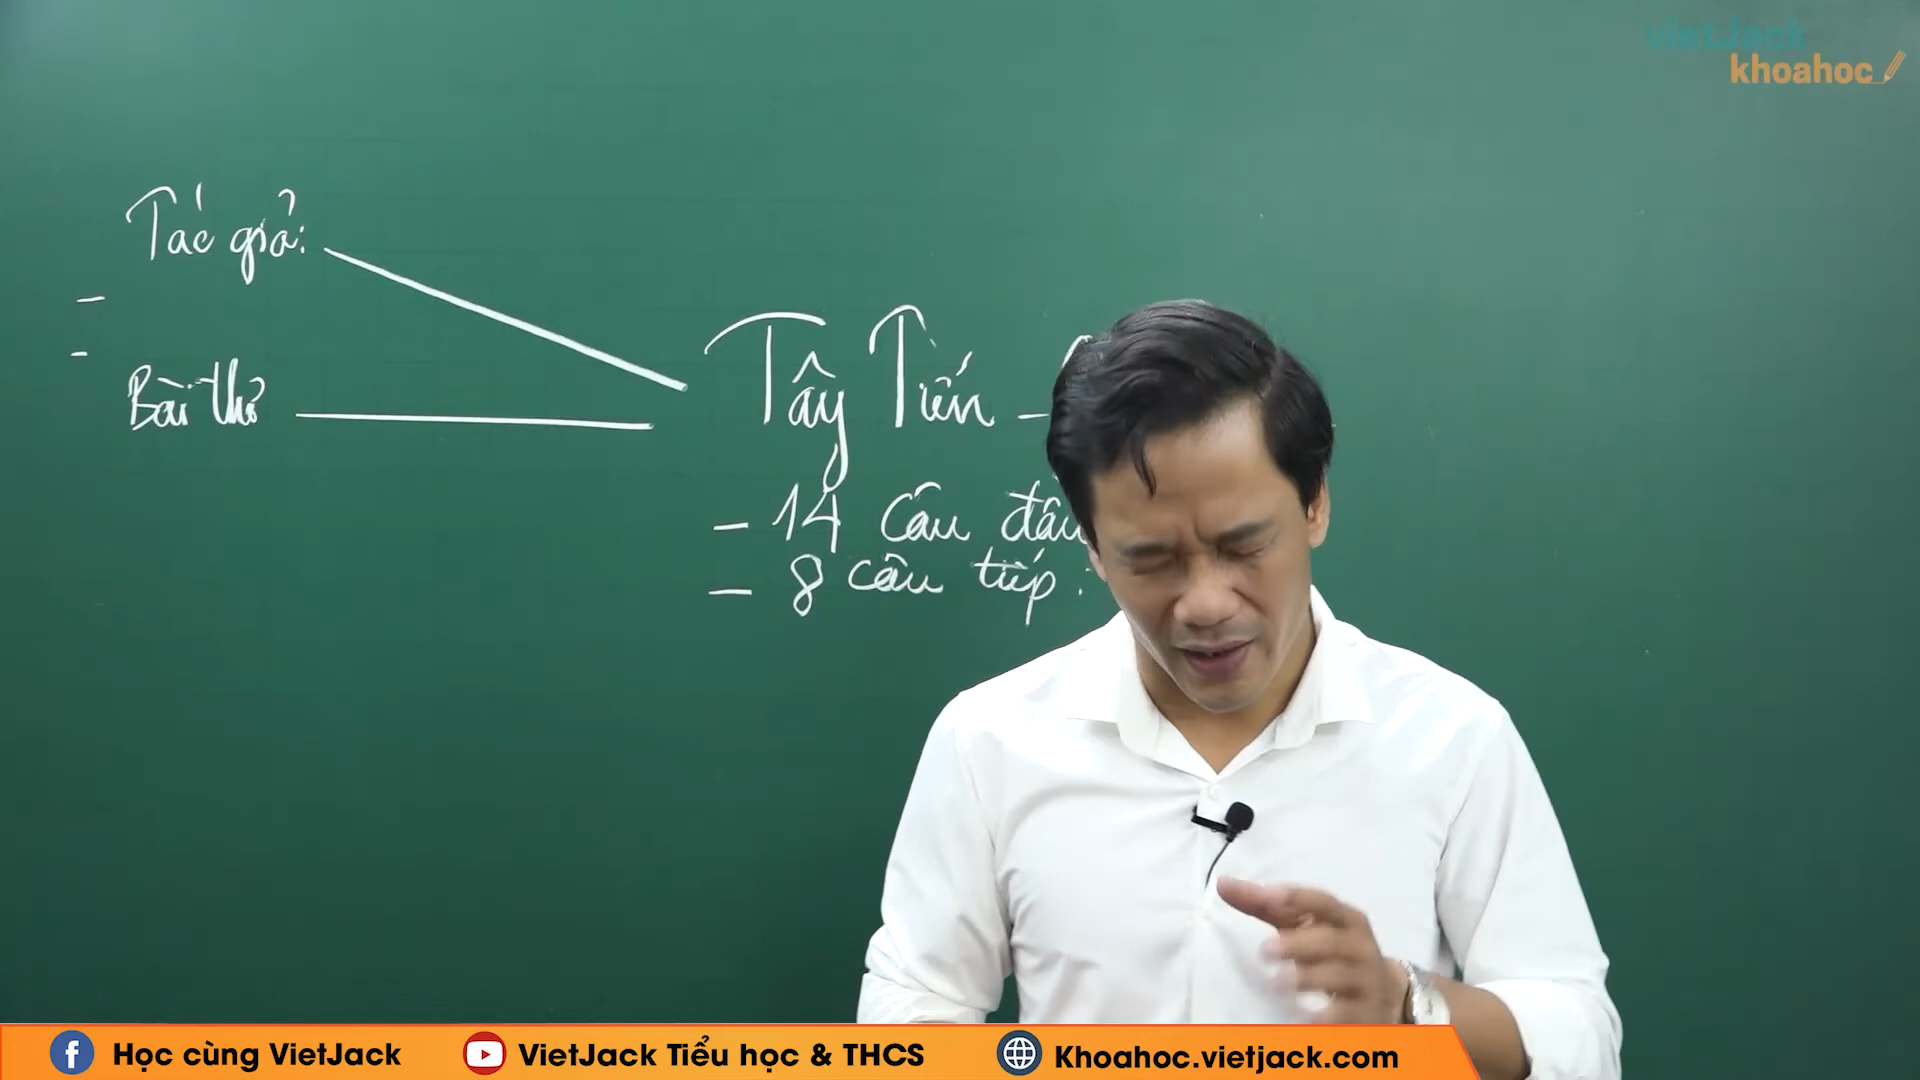 vietJack
khoahoc
Tác giả:
-
-
Bài thơ
Tây Tiến -
- 14 câu đầu
- 8 câu tiếp :
Học cùng VietJack
VietJack Tiểu học & THCS
Khoahoc.vietjack.com